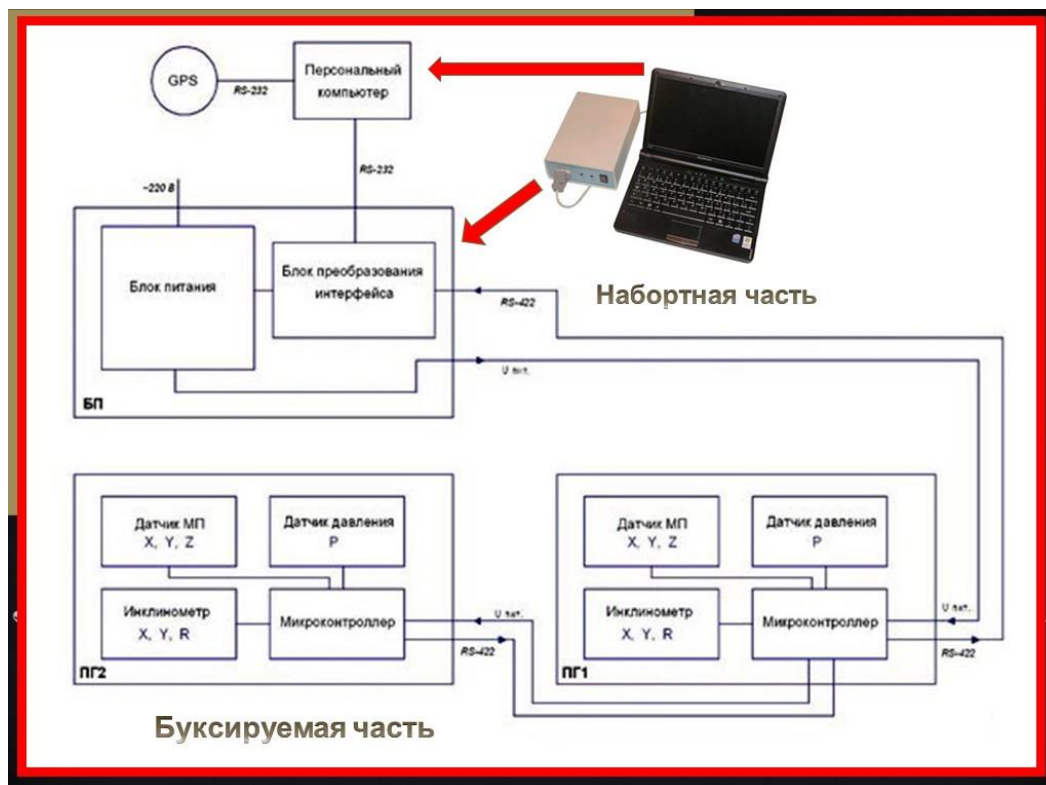 GPS
RS-232
Персональный
компьютер
RS-232
~220 В
Блок питания
Блок преобразования
интерфейса
RS-422
Набортная часть
U пит.
БП
Датчик МП
X, Y, Z
Датчик давления
P
Инклинометр
X, Y, R
Микроконтроллер
U пит.
RS-422
ПГ2
Датчик МП
X, Y, Z
Датчик давления
P
Инклинометр
X, Y, R
Микроконтроллер
U пит.
RS-422
ПГ1
Буксируемая часть